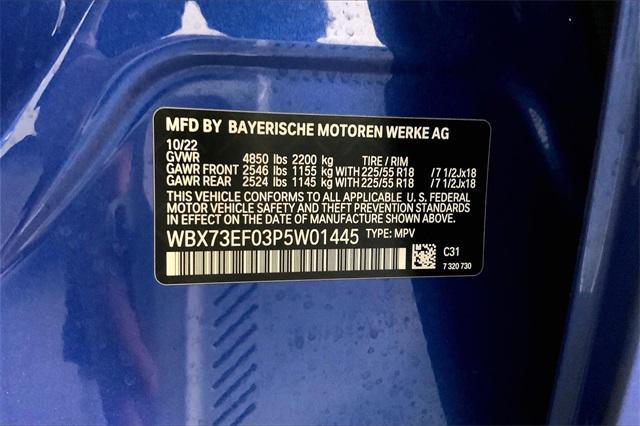 MFD BY BAYERISCHE MOTOREN WERKE AG
10/22
GVWR 4850 lbs 2200 kg TIRE / RIM
GAWR FRONT 2546 lbs 1155 kg WITH 225/55 R18 /7 1/2Jx18
GAWR REAR 2524 lbs 1145 kg WITH 225/55 R18 /7 1/2Jx18
THIS VEHICLE CONFORMS TO ALL APPLICABLE U. S. FEDERAL
MOTOR VEHICLE SAFETY AND THEFT PREVENTION STANDARDS IN
EFFECT ON THE DATE OF MANUFACTURE SHOWN ABOVE.
WBX73EF03P5W01445 TYPE: MPV
C31
7 320 730